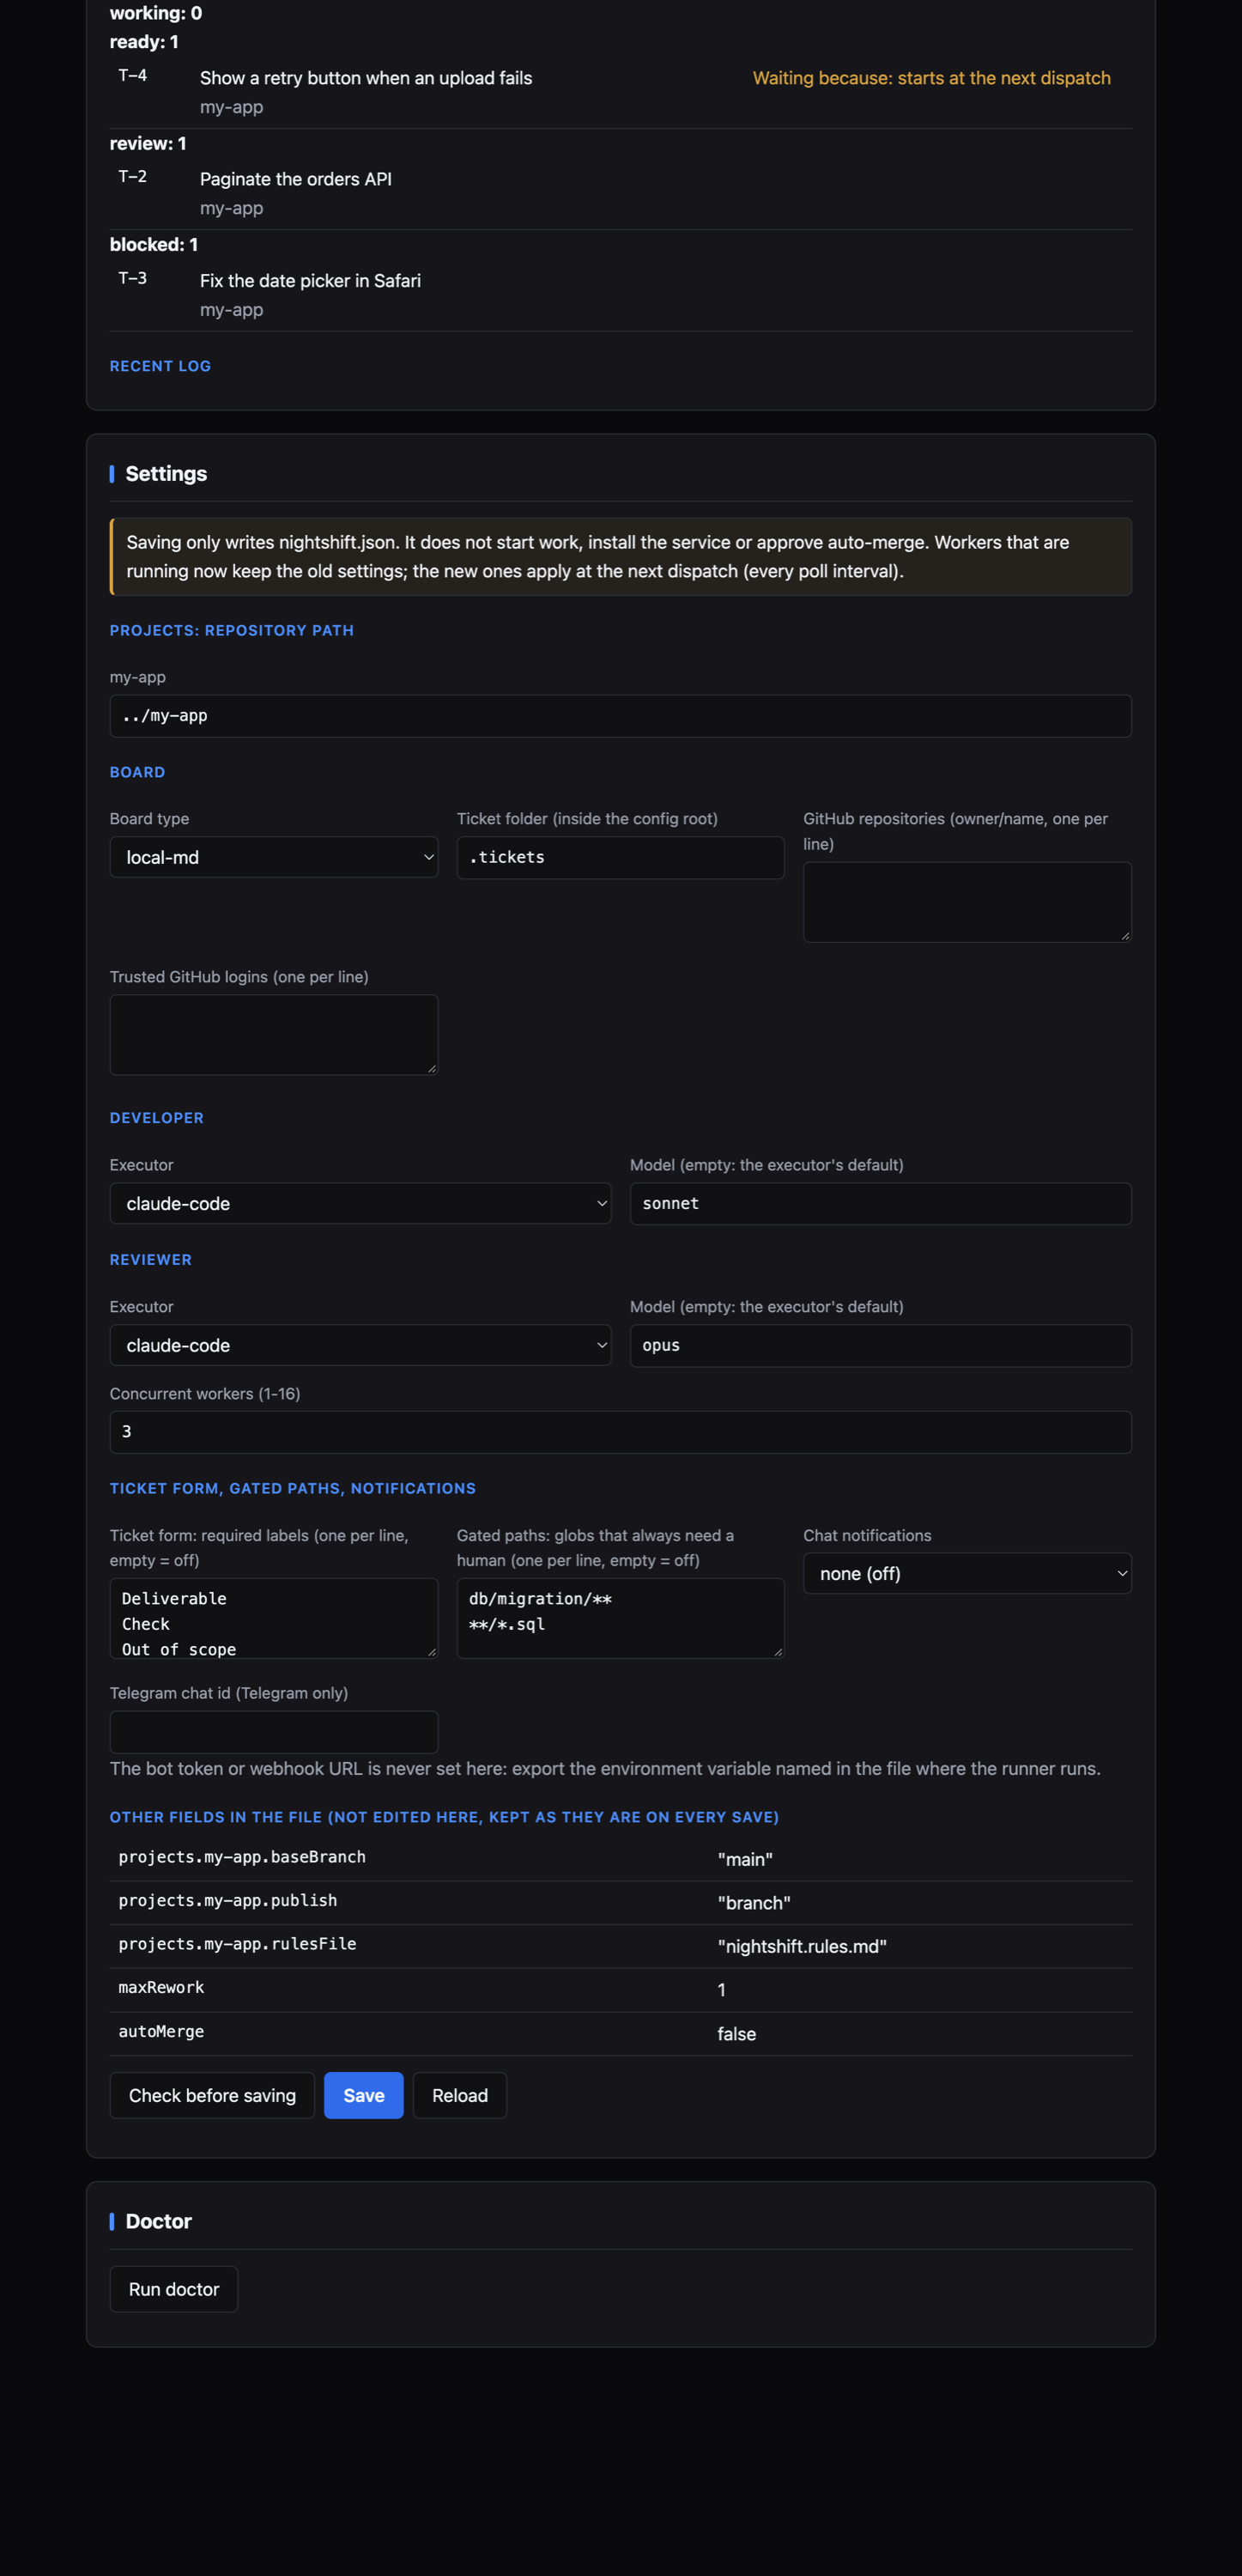 working: 0
ready: 1
T-4 Show a retry button when an upload fails Waiting because: starts at the next dispatch
my-app
review: 1
T-2 Paginate the orders API
my-app
blocked: 1
T-3 Fix the date picker in Safari
my-app
RECENT LOG
Settings
Saving only writes nightshift.json. It does not start work, install the service or approve auto-merge. Workers that are
running now keep the old settings; the new ones apply at the next dispatch (every poll interval).
PROJECTS: REPOSITORY PATH
my-app
../my-app
BOARD
Board type
local-md
Ticket folder (inside the config root)
.tickets
GitHub repositories (owner/name, one per
line)
Trusted GitHub logins (one per line)
DEVELOPER
Executor
claude-code
Model (empty: the executor's default)
sonnet
REVIEWER
Executor
claude-code
Model (empty: the executor's default)
opus
Concurrent workers (1-16)
3
TICKET FORM, GATED PATHS, NOTIFICATIONS
Ticket form: required labels (one per line,
empty = off)
Deliverable
Check
Out of scope
Gated paths: globs that always need a
human (one per line, empty = off)
db/migration/**
**/*.sql
Chat notifications
none (off)
Telegram chat id (Telegram only)
The bot token or webhook URL is never set here: export the environment variable named in the file where the runner runs.
OTHER FIELDS IN THE FILE (NOT EDITED HERE, KEPT AS THEY ARE ON EVERY SAVE)
projects.my-app.baseBranch "main"
projects.my-app.publish "branch"
projects.my-app.rulesFile "nightshift.rules.md"
maxRework 1
autoMerge false
Check before saving Save Reload
Doctor
Run doctor